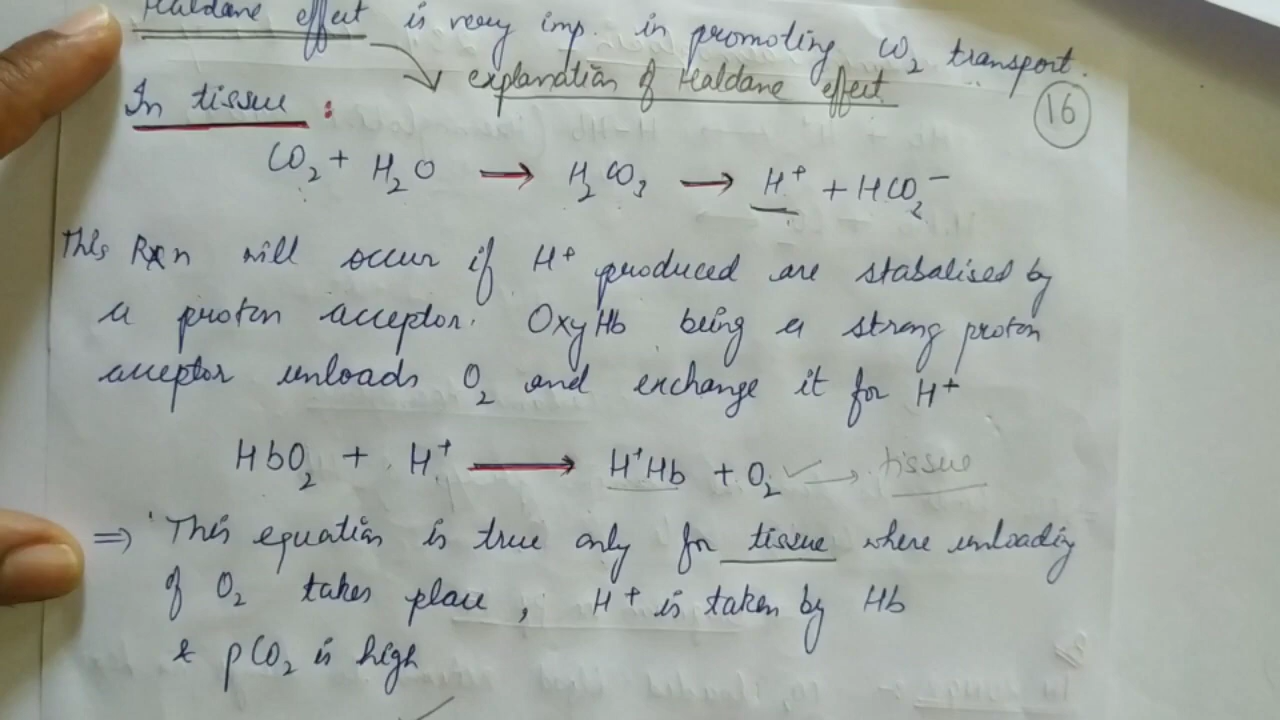 Haldane effect is very imp. in promoting CO2 transport.
explanation of Haldane effect
16
In tissue :
CO2 + H2O → H2CO3 → H+ + HCO2-
This Rxn will occur if H+ produced are stabalised by
a proton acceptor. OxyHb being a strong proton
acceptor unloads O2 and exchange it for H+
HbO2 + H+ → H+Hb + O2 ✓ → tissue
⇒ This equation is true only for tissue where unloading
of O2 takes place, H+ is taken by Hb
& pCO2 is high